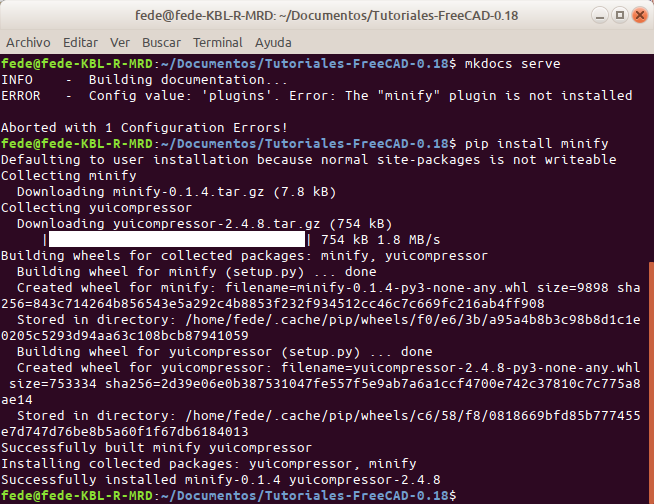 fede@fede-KBL-R-MRD: ~/Documentos/Tutoriales-FreeCAD-0.18
Archivo Editar Ver Buscar Terminal Ayuda
fede@fede-KBL-R-MRD:~/Documentos/Tutoriales-FreeCAD-0.18$ mkdocs serve
INFO    -  Building documentation...
ERROR   -  Config value: 'plugins'. Error: The "minify" plugin is not installed
Aborted with 1 Configuration Errors!
fede@fede-KBL-R-MRD:~/Documentos/Tutoriales-FreeCAD-0.18$ pip install minify
Defaulting to user installation because normal site-packages is not writeable
Collecting minify
  Downloading minify-0.1.4.tar.gz (7.8 kB)
Collecting yuicompressor
  Downloading yuicompressor-2.4.8.tar.gz (754 kB)
     |                                | 754 kB 1.8 MB/s
Building wheels for collected packages: minify, yuicompressor
  Building wheel for minify (setup.py) ... done
  Created wheel for minify: filename=minify-0.1.4-py3-none-any.whl size=9898 sha
256=843c714264b856543e5a292c4b8853f232f934512cc46c7c669fc216ab4ff908
  Stored in directory: /home/fede/.cache/pip/wheels/f0/e6/3b/a95a4b8b3c98b8d1c1e
0205c5293d94aa63c108bcb87941059
  Building wheel for yuicompressor (setup.py) ... done
  Created wheel for yuicompressor: filename=yuicompressor-2.4.8-py3-none-any.whl
 size=753334 sha256=2d39e06e0b387531047fe557f5e9ab7a6a1ccf4700e742c37810c7c775a8
ae14
  Stored in directory: /home/fede/.cache/pip/wheels/c6/58/f8/0818669bfd85b777455
e7d747d76be8b5a60f1f67db6184013
Successfully built minify yuicompressor
Installing collected packages: yuicompressor, minify
Successfully installed minify-0.1.4 yuicompressor-2.4.8
fede@fede-KBL-R-MRD:~/Documentos/Tutoriales-FreeCAD-0.18$